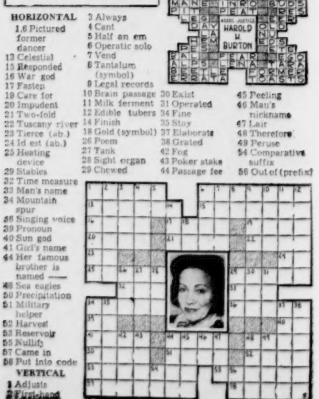 HORIZONTAL
1,6 Pictured
former
dancer
13 Celestial
15 Responded
16 War god
17 Fasten
19 Care for
20 Impudent
21 Two-fold
22 Tuscany river
23 Tierce (ab.)
24 Id est (ab.)
25 Heating
device
29 Stables
32 Time measure
33 Man's name
34 Mountain
spur
36 Singing voice
39 Pronoun
40 Sun god
41 Girl's name
44 Her famous
brother is
named ——
48 Sea eagles
50 Precipitation
51 Military
helper
52 Harvest
53 Reservoir
55 Nullify
57 Came in
58 Put into code
VERTICAL
1 Adjusts
2 First-hand
3 Always
4 Cant
5 Half an em
6 Operatic solo
7 Vend
8 Tantalum
(symbol)
9 Legal records
10 Brain passage
11 Milk ferment
12 Edible tubers
14 Finish
18 Gold (symbol)
26 Poem
27 Tank
28 Sight organ
29 Chewed
30 Exist
31 Operated
34 Fine
35 Stay
37 Elaborate
38 Grated
42 Fog
43 Poker stake
44 Passage fee
45 Peeling
46 Man's
nickname
47 Lair
48 Therefore
49 Peruse
54 Comparative
suffix
56 Out of (prefix)
HAROLD
H.
BURTON